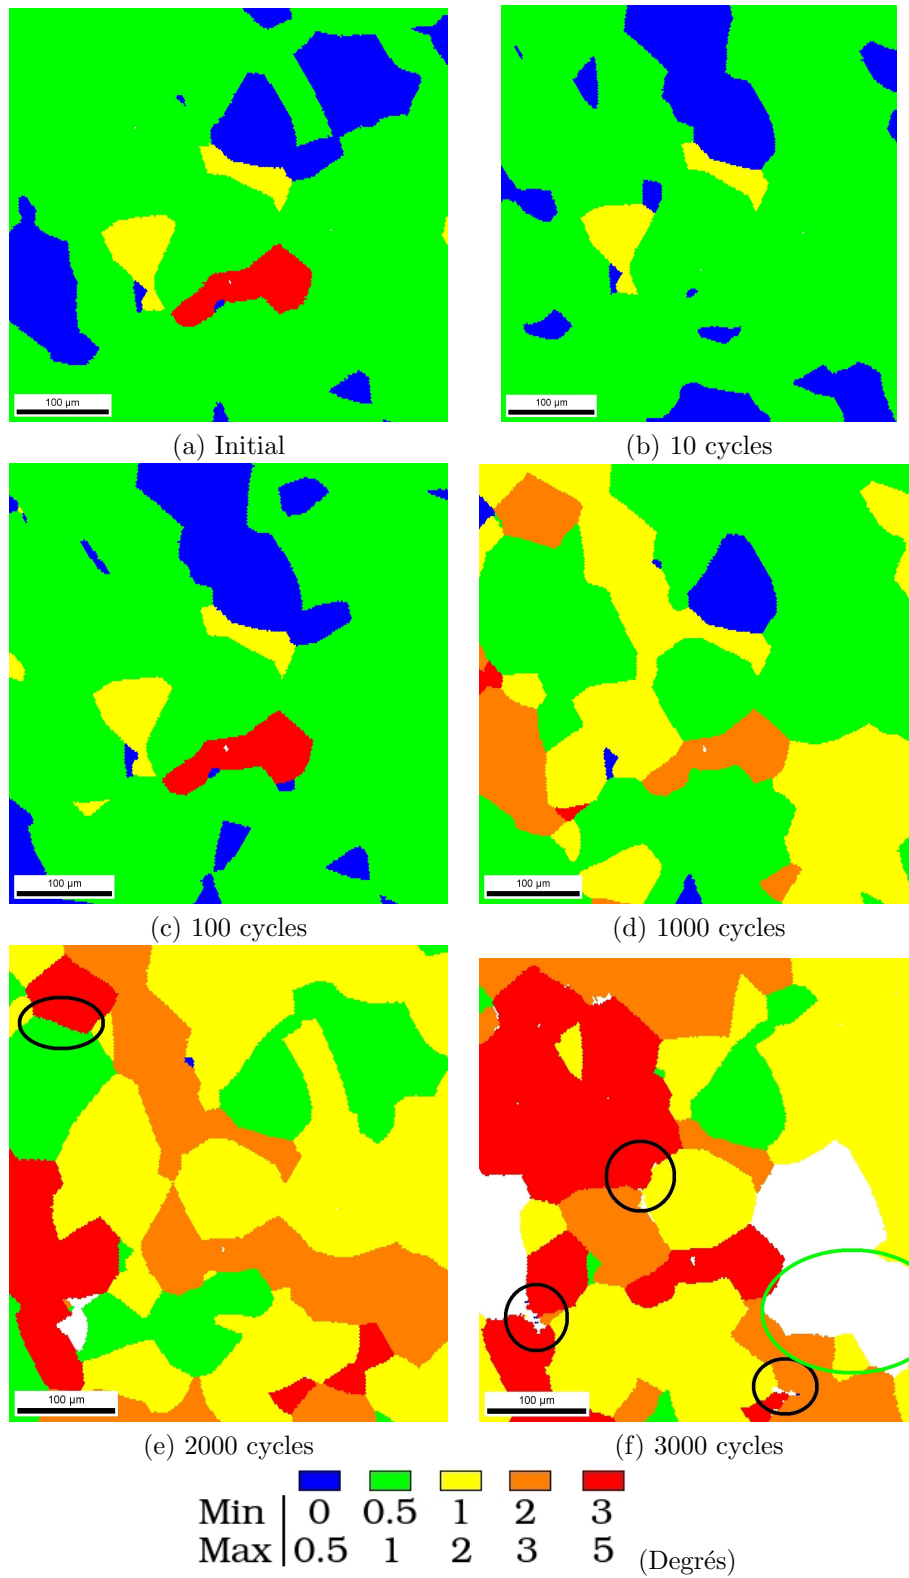 100 µm
100 µm
(a) Initial
(b) 10 cycles
100 µm
100 µm
(c) 100 cycles
(d) 1000 cycles
100 µm
100 µm
(e) 2000 cycles
(f) 3000 cycles
Min 0 0.5 1 2 3
Max 0.5 1 2 3 5 (Degrés)